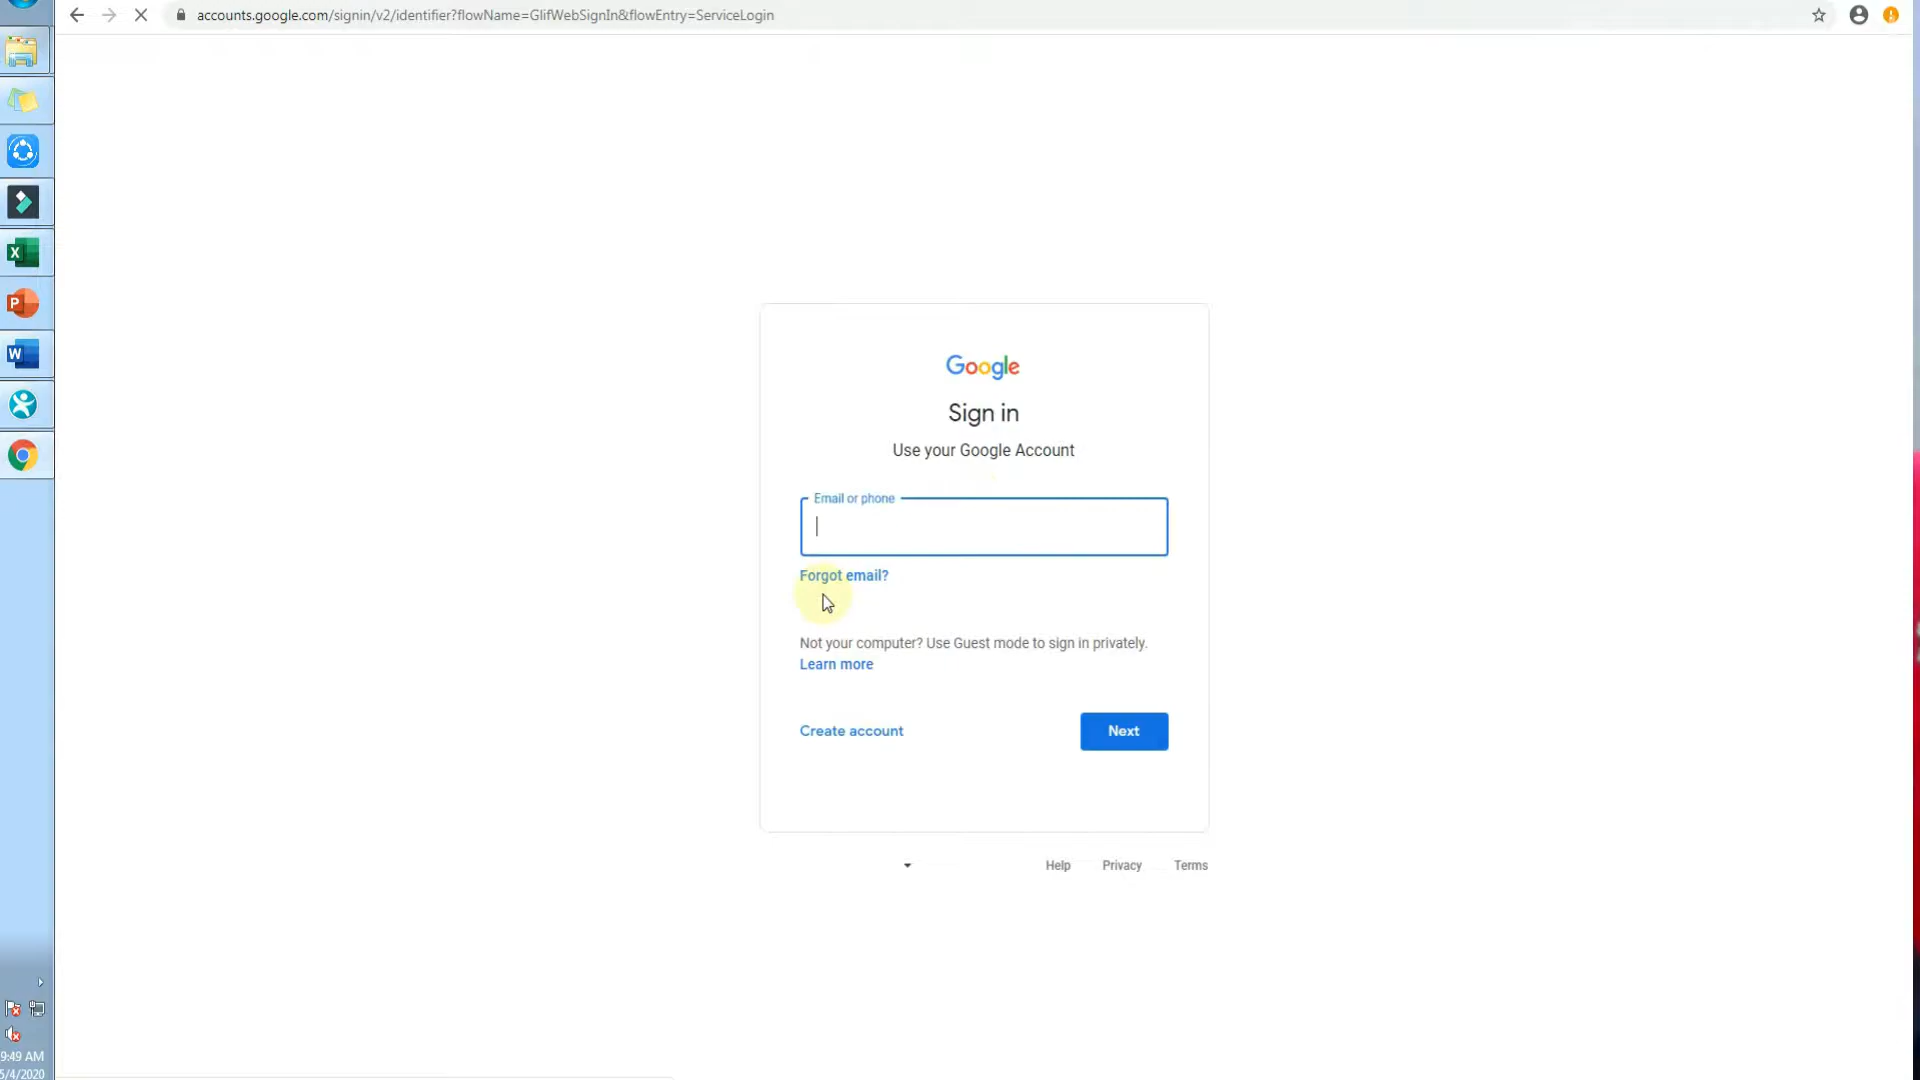 accounts.google.com/signin/v2/identifier?flowName=GlifWebSignIn&flowEntry=ServiceLogin
Google
Sign in
Use your Google Account
Email or phone
Forgot email?
Not your computer? Use Guest mode to sign in privately.
Learn more
Create account
Next
Help
Privacy
Terms
X
P
W
9:49 AM
5/4/2020